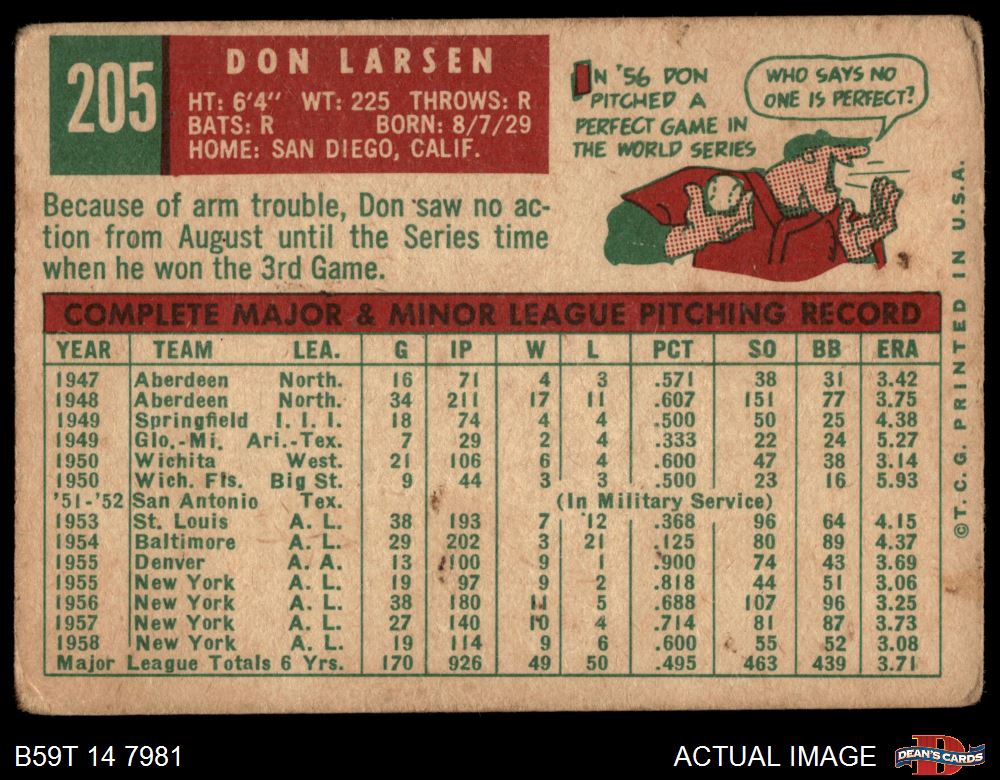 205
DON LARSEN
HT: 6'4" WT: 225 THROWS: R
BATS: R BORN: 8/7/29
HOME: SAN DIEGO, CALIF.
IN '56 DON
PITCHED A
PERFECT GAME IN
THE WORLD SERIES
WHO SAYS NO
ONE IS PERFECT?
Because of arm trouble, Don saw no ac-
tion from August until the Series time
when he won the 3rd Game.
COMPLETE MAJOR & MINOR LEAGUE PITCHING RECORD
YEAR TEAM LEA. G IP W L PCT SO BB ERA
1947 Aberdeen North. 16 71 4 3 .571 38 31 3.42
1948 Aberdeen North. 34 211 17 11 .607 151 77 3.75
1949 Springfield I. I. I. 18 74 4 4 .500 50 25 4.38
1949 Glo.-Mi. Ari.-Tex. 7 29 2 4 .333 22 24 5.27
1950 Wichita West. 21 106 6 4 .600 47 38 3.14
1950 Wich. Fls. Big St. 9 44 3 3 .500 23 16 5.93
'51-'52 San Antonio Tex. (In Military Service)
1953 St. Louis A. L. 38 193 7 12 .368 96 64 4.15
1954 Baltimore A. L. 29 202 3 21 .125 80 89 4.37
1955 Denver A. A. 13 100 9 1 .900 74 43 3.69
1955 New York A. L. 19 97 9 2 .818 44 51 3.06
1956 New York A. L. 38 180 11 5 .688 107 96 3.25
1957 New York A. L. 27 140 10 4 .714 81 87 3.73
1958 New York A. L. 19 114 9 6 .600 55 52 3.08
Major League Totals 6 Yrs. 170 926 49 50 .495 463 439 3.71
©T.C.G. PRINTED IN U.S.A.
B59T 14 7981
ACTUAL IMAGE
DEAN'S CARDS